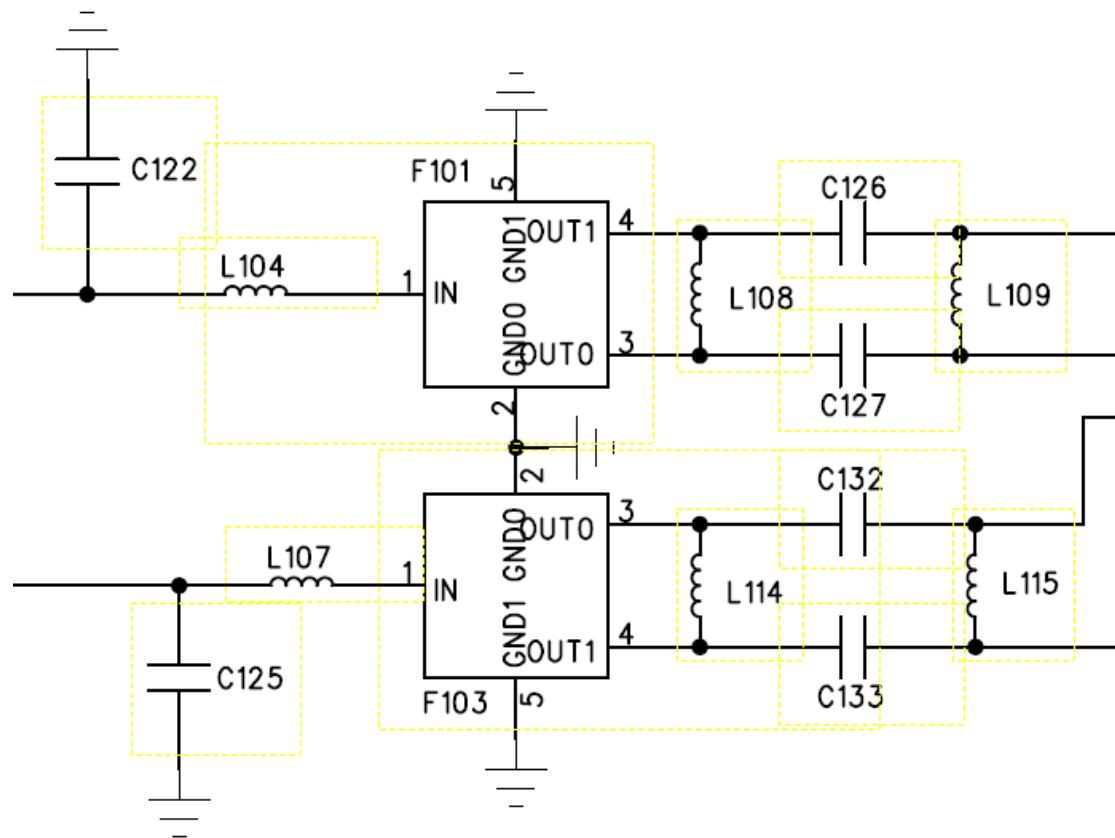 C122
F101
5
GND1
OUT1
4
C126
L104
1
IN
L108
L109
GND0
OUT0
3
2
C127
2
C132
OUT0
3
GND0
L107
1
IN
L114
L115
GND1
OUT1
4
C125
F103
5
C133